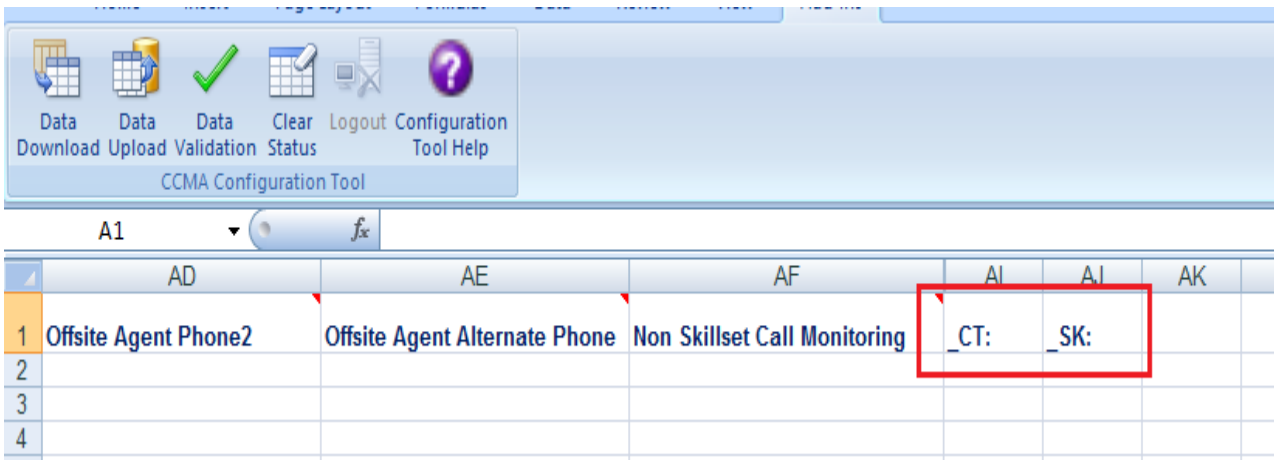 Data Data Data Clear Logout Configuration
Download Upload Validation Status Tool Help
CCMA Configuration Tool
A1 fx
AD AE AF AI AJ AK
1 Offsite Agent Phone2 Offsite Agent Alternate Phone Non Skillset Call Monitoring _CT: _SK:
2
3
4